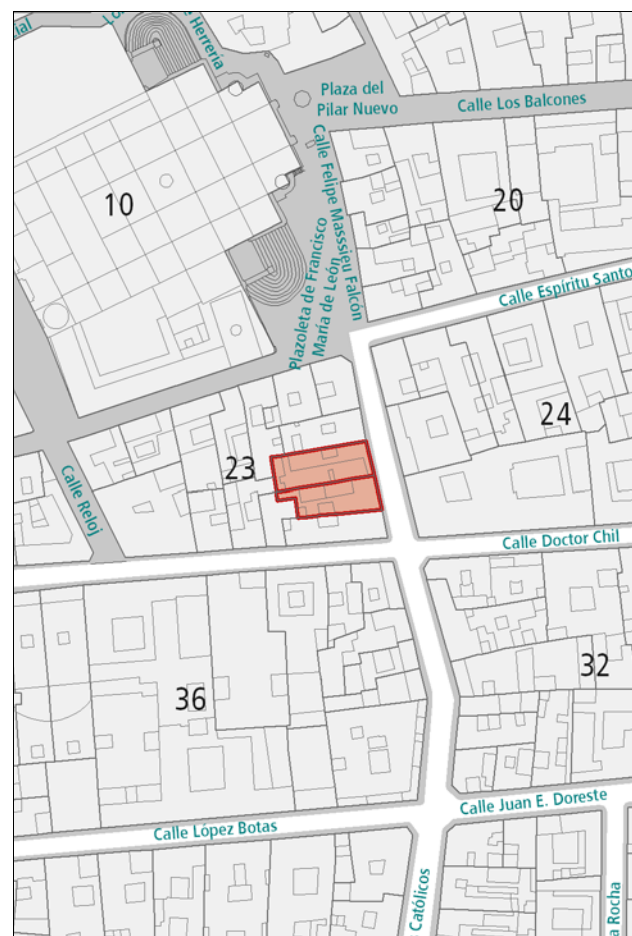 Herrería
Plaza del
Pilar Nuevo
Calle Los Balcones
Calle Felipe Masssieu Falcón
10
20
Plazoleta de Francisco
María de León
Calle Espíritu Santo
24
23
Calle Reloj
Calle Doctor Chil
32
36
Calle Juan E. Doreste
Calle López Botas
Católicos
Rocha